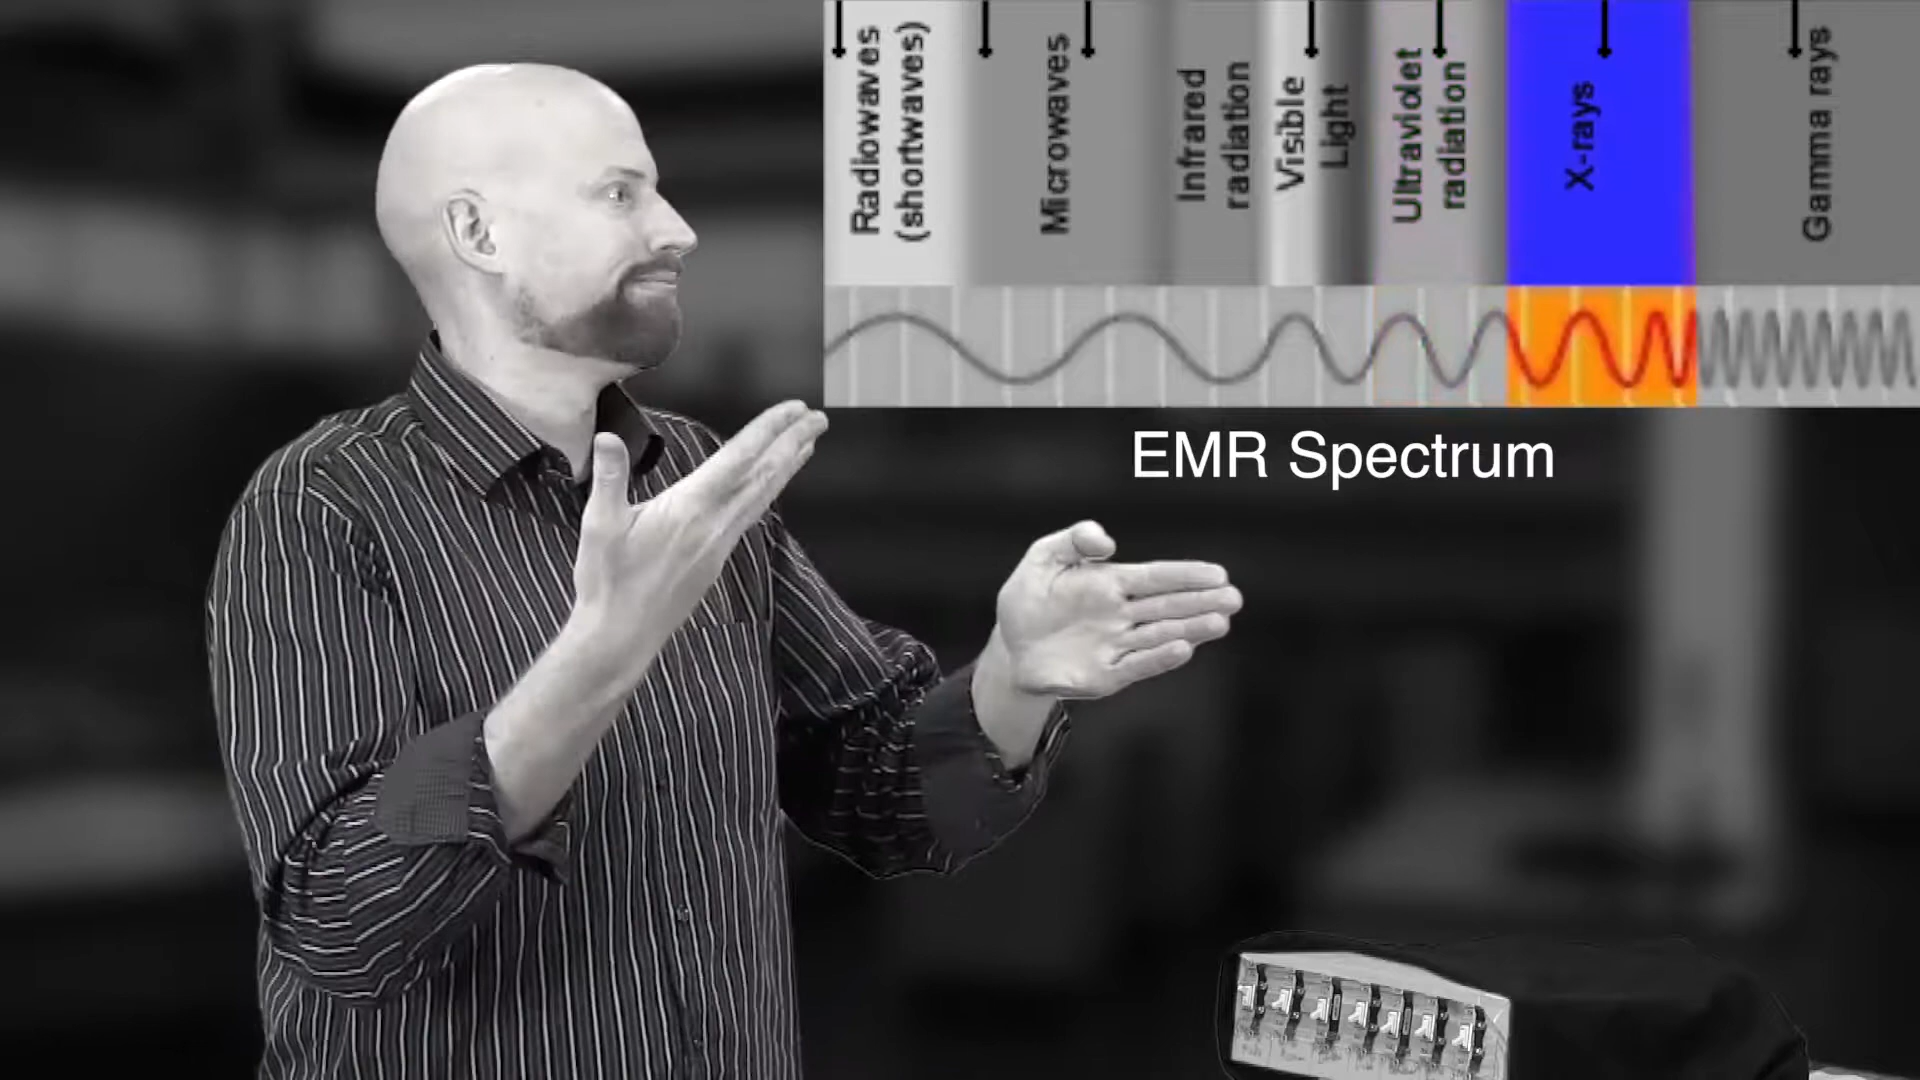 Radiowaves
(shortwaves)
Microwaves
Infrared
radiation
Visible
Light
Ultraviolet
radiation
X-rays
Gamma rays
EMR Spectrum